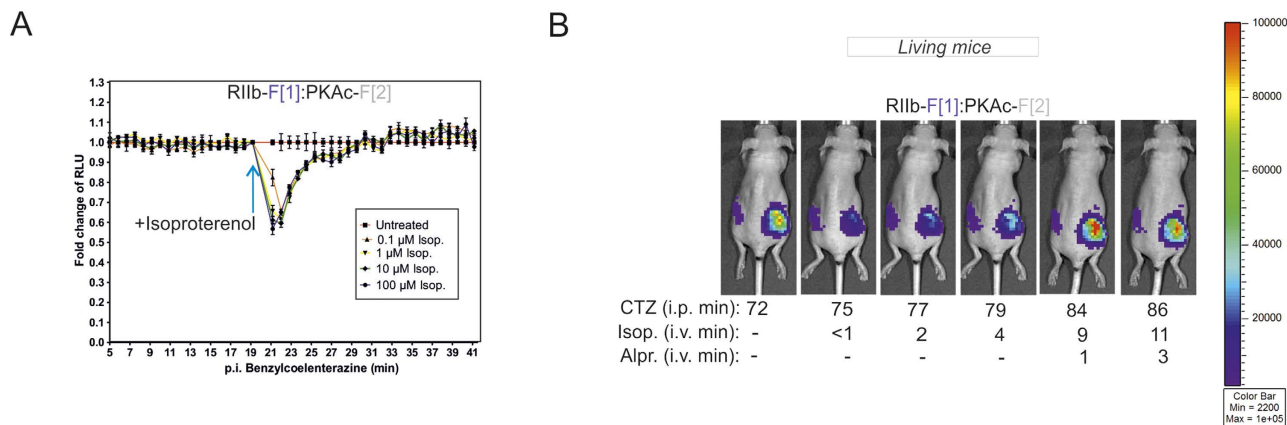 A
1.3
1.2
1.1
1.0
0.9
0.8
0.7
0.6
0.5
0.4
0.3
0.2
0.1
0.0
Fold change of RLU
RIIb-F[1]:PKAc-F[2]
+Isoproterenol
Untreated
0.1 µM Isop.
1 µM Isop.
10 µM Isop.
100 µM Isop.
5 7 9 11 13 15 17 19 21 23 25 27 29 31 33 35 37 39 41
p.i. Benzylcoelenterazine (min)
B
Living mice
RIIb-F[1]:PKAc-F[2]
CTZ (i.p. min): 72 75 77 79 84 86
Isop. (i.v. min): - <1 2 4 9 11
Alpr. (i.v. min): - - - - 1 3
100000
80000
60000
40000
20000
Color Bar
Min = 2200
Max = 1e+05